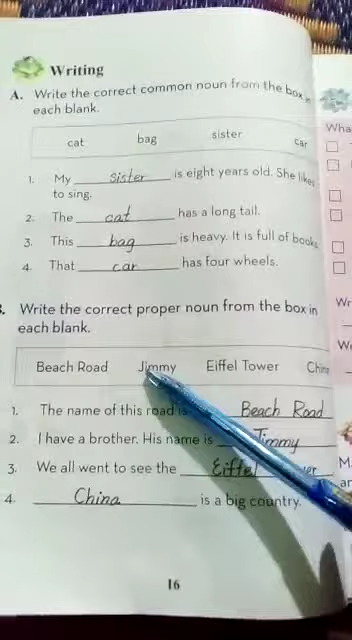 Writing
A. Write the correct common noun from the box in
each blank.
cat bag sister car
1. My sister is eight years old. She likes
to sing.
2. The cat has a long tail.
3. This bag is heavy. It is full of books
4. That car has four wheels.
Write the correct proper noun from the box in
each blank.
Beach Road Jimmy Eiffel Tower China
1. The name of this road is Beach Road
2. I have a brother. His name is Jimmy
3. We all went to see the Eiffel
4. China is a big country.
16
Wha
Wr